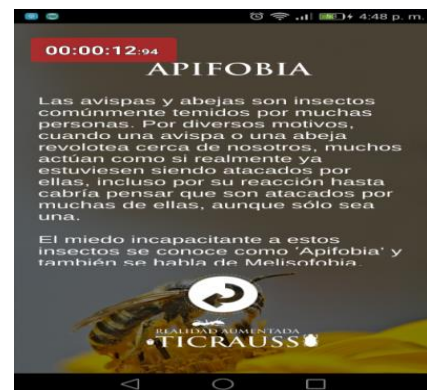 4:48 p. m.
00:00:12:94
APIFOBIA
Las avispas y abejas son insectos
comúnmente temidos por muchas
personas. Por diversos motivos,
cuando una avispa o una abeja
revolotea cerca de nosotros, muchos
actúan como si realmente ya
estuviesen siendo atacados por
ellas, incluso por su reacción hasta
cabría pensar que son atacados por
muchas de ellas, aunque sólo sea
una.
El miedo incapacitante a estos
insectos se conoce como 'Apifobia' y
también se habla de Melisofobia.
REALIDAD AUMENTADA
TICRAUSS